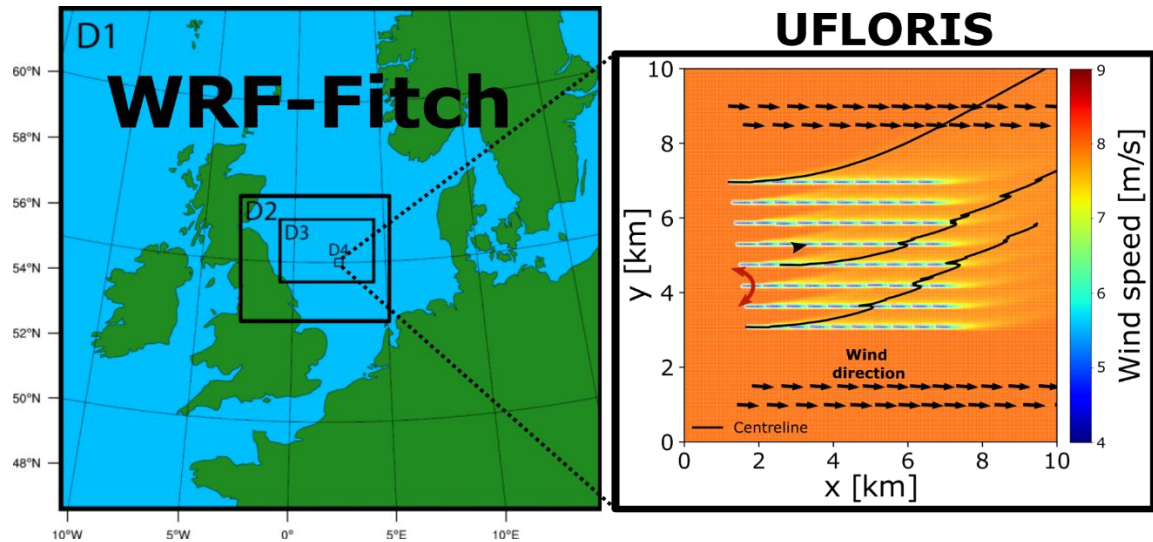 D1
WRF-Fitch
D2
D3
D4
60°N
58°N
56°N
54°N
52°N
50°N
48°N
10°W
5°W
0°
5°E
10°E
UFLORIS
10
8
6
4
2
0
y [km]
0
2
4
6
8
10
x [km]
Wind
direction
Centreline
9
8
7
6
5
4
Wind speed [m/s]